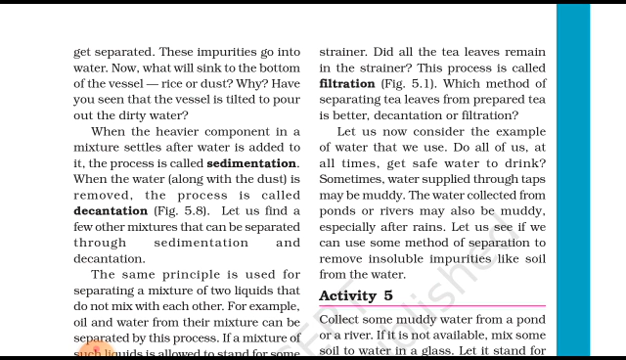 get separated. These impurities go into
water. Now, what will sink to the bottom
of the vessel — rice or dust? Why? Have
you seen that the vessel is tilted to pour
out the dirty water?
When the heavier component in a
mixture settles after water is added to
it, the process is called sedimentation.
When the water (along with the dust) is
removed, the process is called
decantation (Fig. 5.8). Let us find a
few other mixtures that can be separated
through sedimentation and
decantation.
The same principle is used for
separating a mixture of two liquids that
do not mix with each other. For example,
oil and water from their mixture can be
separated by this process. If a mixture of
such liquids is allowed to stand for some
strainer. Did all the tea leaves remain
in the strainer? This process is called
filtration (Fig. 5.1). Which method of
separating tea leaves from prepared tea
is better, decantation or filtration?
Let us now consider the example
of water that we use. Do all of us, at
all times, get safe water to drink?
Sometimes, water supplied through taps
may be muddy. The water collected from
ponds or rivers may also be muddy,
especially after rains. Let us see if we
can use some method of separation to
remove insoluble impurities like soil
from the water.
Activity 5
Collect some muddy water from a pond
or a river. If it is not available, mix some
soil to water in a glass. Let it stand for